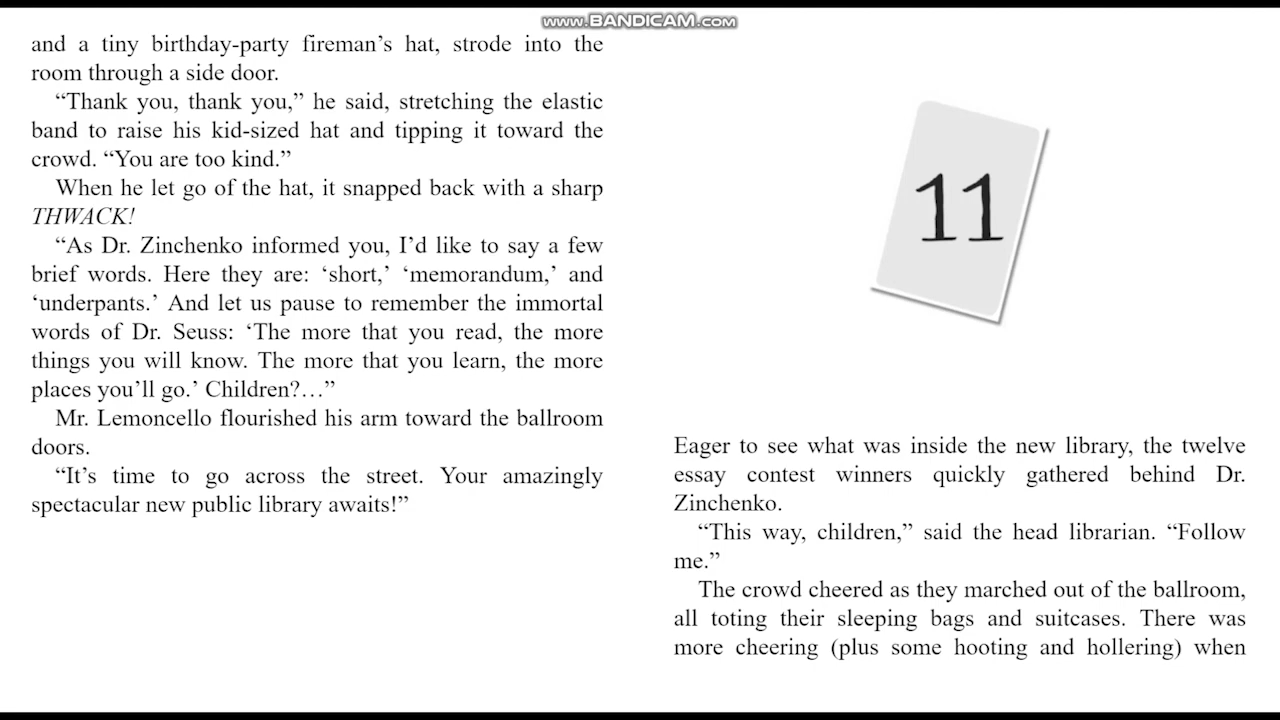 www.BANDICAM.com
and a tiny birthday-party fireman’s hat, strode into the
room through a side door.
“Thank you, thank you,” he said, stretching the elastic
band to raise his kid-sized hat and tipping it toward the
crowd. “You are too kind.”
When he let go of the hat, it snapped back with a sharp
THWACK!
“As Dr. Zinchenko informed you, I’d like to say a few
brief words. Here they are: ‘short,’ ‘memorandum,’ and
‘underpants.’ And let us pause to remember the immortal
words of Dr. Seuss: ‘The more that you read, the more
things you will know. The more that you learn, the more
places you’ll go.’ Children?…”
Mr. Lemoncello flourished his arm toward the ballroom
doors.
“It’s time to go across the street. Your amazingly
spectacular new public library awaits!”
11
Eager to see what was inside the new library, the twelve
essay contest winners quickly gathered behind Dr.
Zinchenko.
“This way, children,” said the head librarian. “Follow
me.”
The crowd cheered as they marched out of the ballroom,
all toting their sleeping bags and suitcases. There was
more cheering (plus some hooting and hollering) when